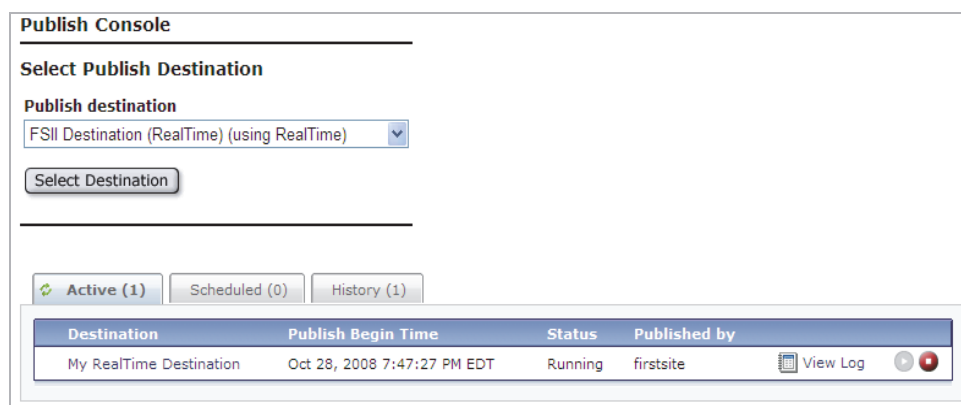 Publish Console
Select Publish Destination
Publish destination
FSII Destination (RealTime) (using RealTime)
Select Destination
Active (1) Scheduled (0) History (1)
Destination Publish Begin Time Status Published by
My RealTime Destination Oct 28, 2008 7:47:27 PM EDT Running firstsite View Log